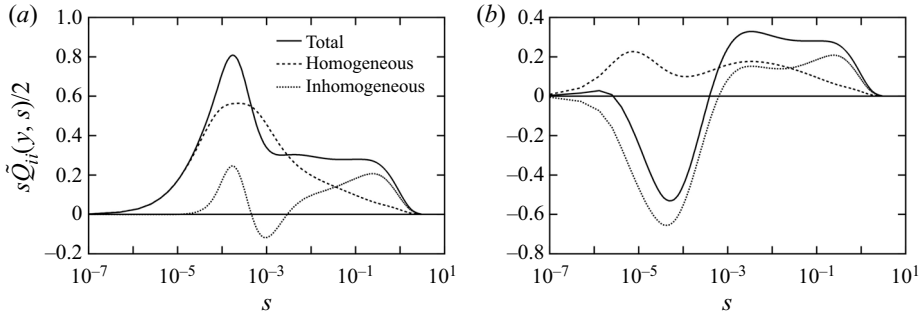 (a)
1.0
0.8
0.6
0.4
0.2
0
–0.2
Total
Homogeneous
Inhomogeneous
10⁻⁷ 10⁻⁵ 10⁻³ 10⁻¹ 10¹
s
sQ̃ᵢᵢ(y, s)/2
(b)
0.4
0.2
0
–0.2
–0.4
–0.6
–0.8
10⁻⁷ 10⁻⁵ 10⁻³ 10⁻¹ 10¹
s